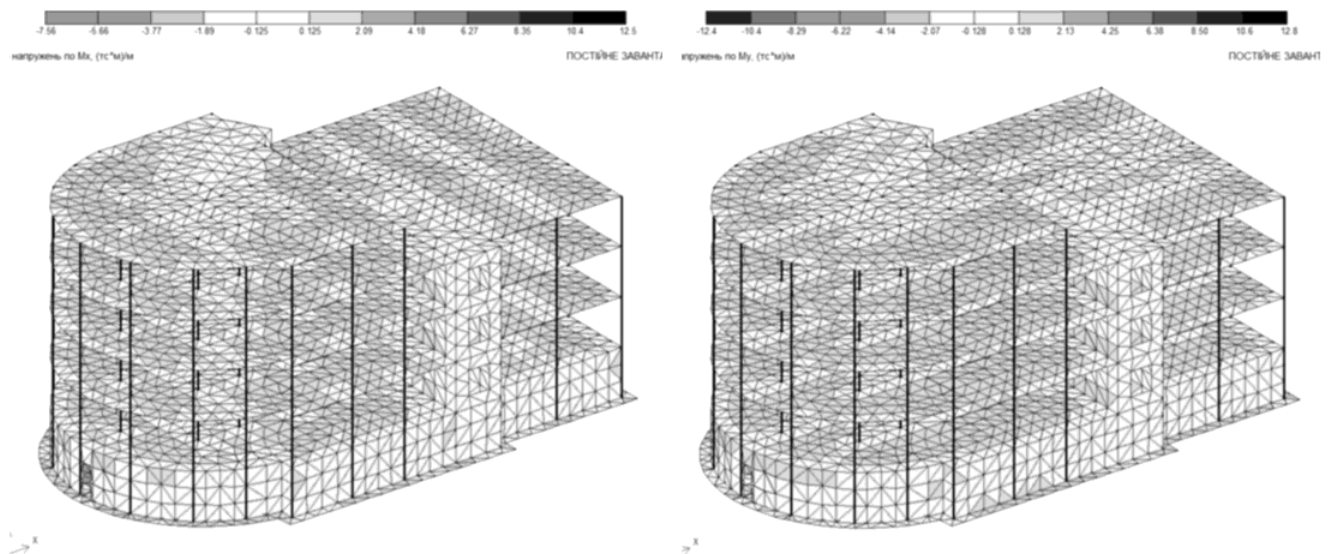 -7.56 -5.66 -3.77 -1.89 -0.125 0.125 2.09 4.18 6.27 8.35 10.4 12.5
напружень по Mx, (тс*м)/м ПОСТІЙНЕ ЗАВАНТА
X
-12.4 -10.4 -8.29 -6.22 -4.14 -2.07 -0.128 0.128 2.13 4.25 6.38 8.50 10.6 12.8
пружень по My, (тс*м)/м ПОСТІЙНЕ ЗАВАНТ
X